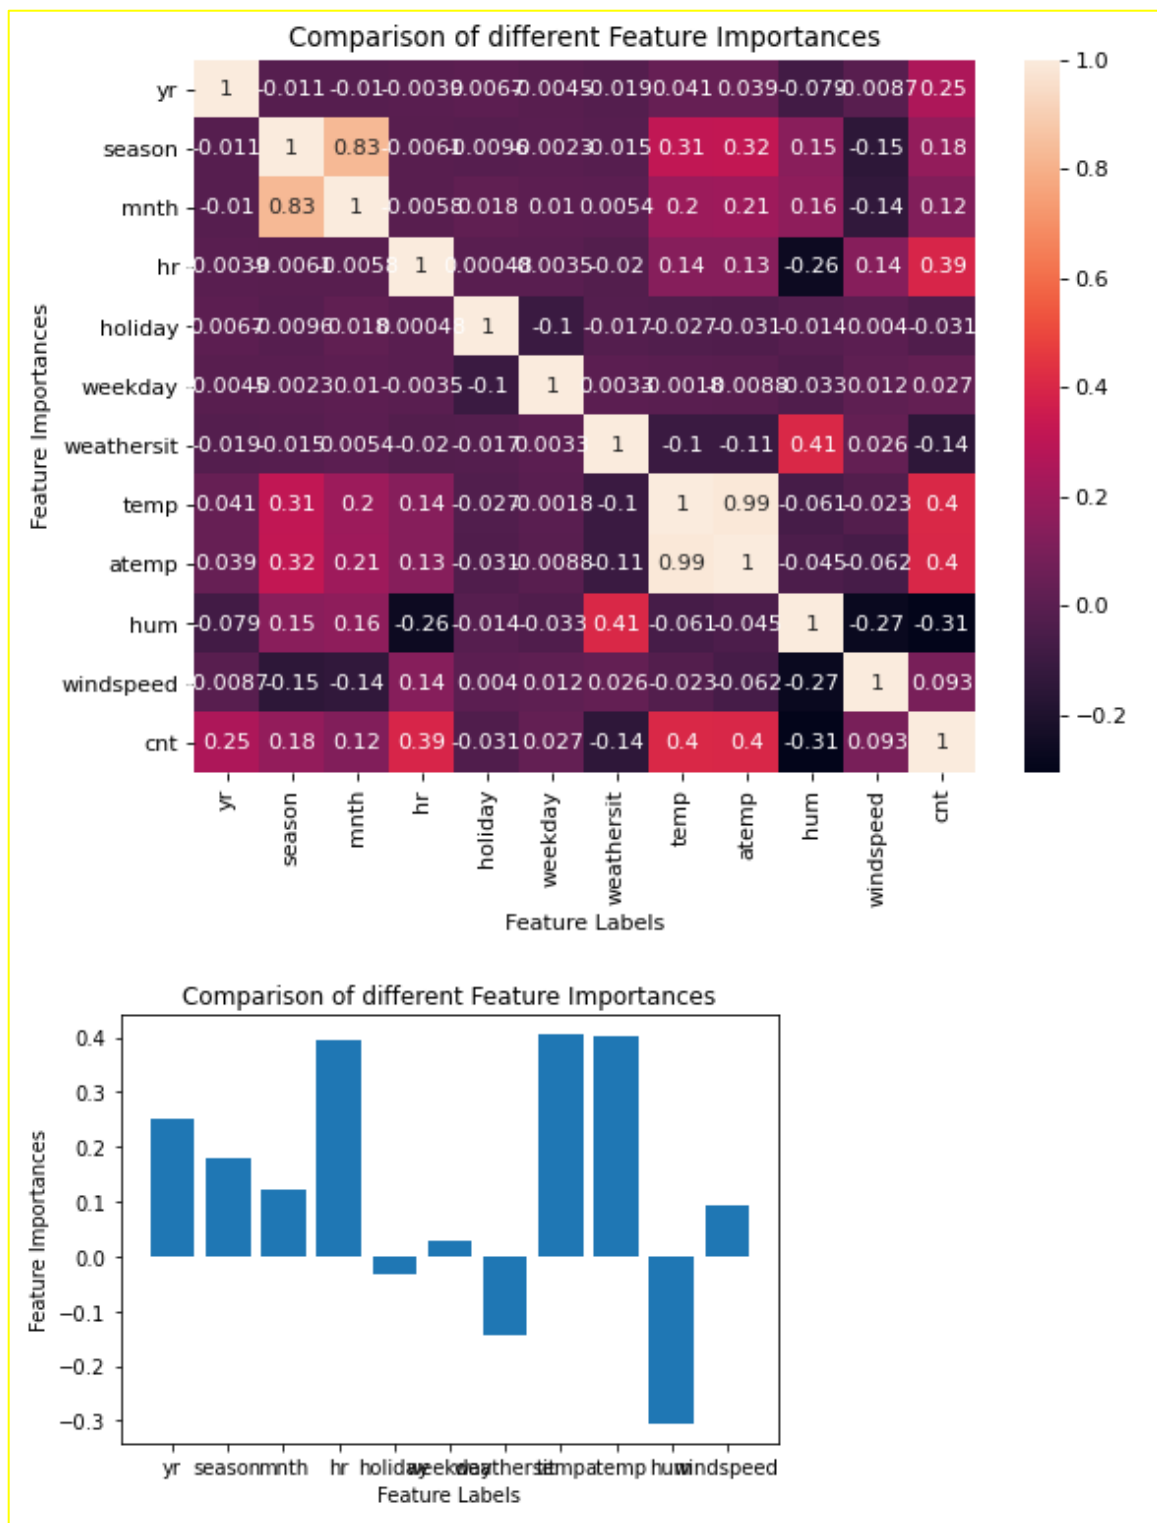 Comparison of different Feature Importances
yr 1 -0.011 -0.01 -0.0039 0.0067 -0.0045 -0.019 0.041 0.039 -0.079 -0.0087 0.25
season -0.011 1 0.83 -0.0061 -0.0096 -0.0023 -0.015 0.31 0.32 0.15 -0.15 0.18
mnth -0.01 0.83 1 -0.0058 0.018 0.01 0.0054 0.2 0.21 0.16 -0.14 0.12
hr -0.0039 -0.0061 -0.0058 1 0.00048 -0.0035 -0.02 0.14 0.13 -0.26 0.14 0.39
holiday 0.0067 -0.0096 0.018 0.00048 1 -0.1 -0.017 -0.027 -0.031 -0.014 0.004 -0.031
weekday -0.0045 -0.0023 0.01 -0.0035 -0.1 1 0.0033 -0.0018 -0.0088 -0.033 0.012 0.027
weathersit -0.019 -0.015 0.0054 -0.02 -0.017 0.0033 1 -0.1 -0.11 0.41 0.026 -0.14
temp 0.041 0.31 0.2 0.14 -0.027 -0.0018 -0.1 1 0.99 -0.061 -0.023 0.4
atemp 0.039 0.32 0.21 0.13 -0.031 -0.0088 -0.11 0.99 1 -0.045 -0.062 0.4
hum -0.079 0.15 0.16 -0.26 -0.014 -0.033 0.41 -0.061 -0.045 1 -0.27 -0.31
windspeed -0.0087 -0.15 -0.14 0.14 0.004 0.012 0.026 -0.023 -0.062 -0.27 1 0.093
cnt 0.25 0.18 0.12 0.39 -0.031 0.027 -0.14 0.4 0.4 -0.31 0.093 1
yr season mnth hr holiday weekday weathersit temp atemp hum windspeed cnt
Feature Labels
Feature Importances
1.0
0.8
0.6
0.4
0.2
0.0
−0.2
Comparison of different Feature Importances
0.4
0.3
0.2
0.1
0.0
−0.1
−0.2
−0.3
Feature Importances
yr season mnth hr holiday weekday weathersit temp atemp hum windspeed
Feature Labels